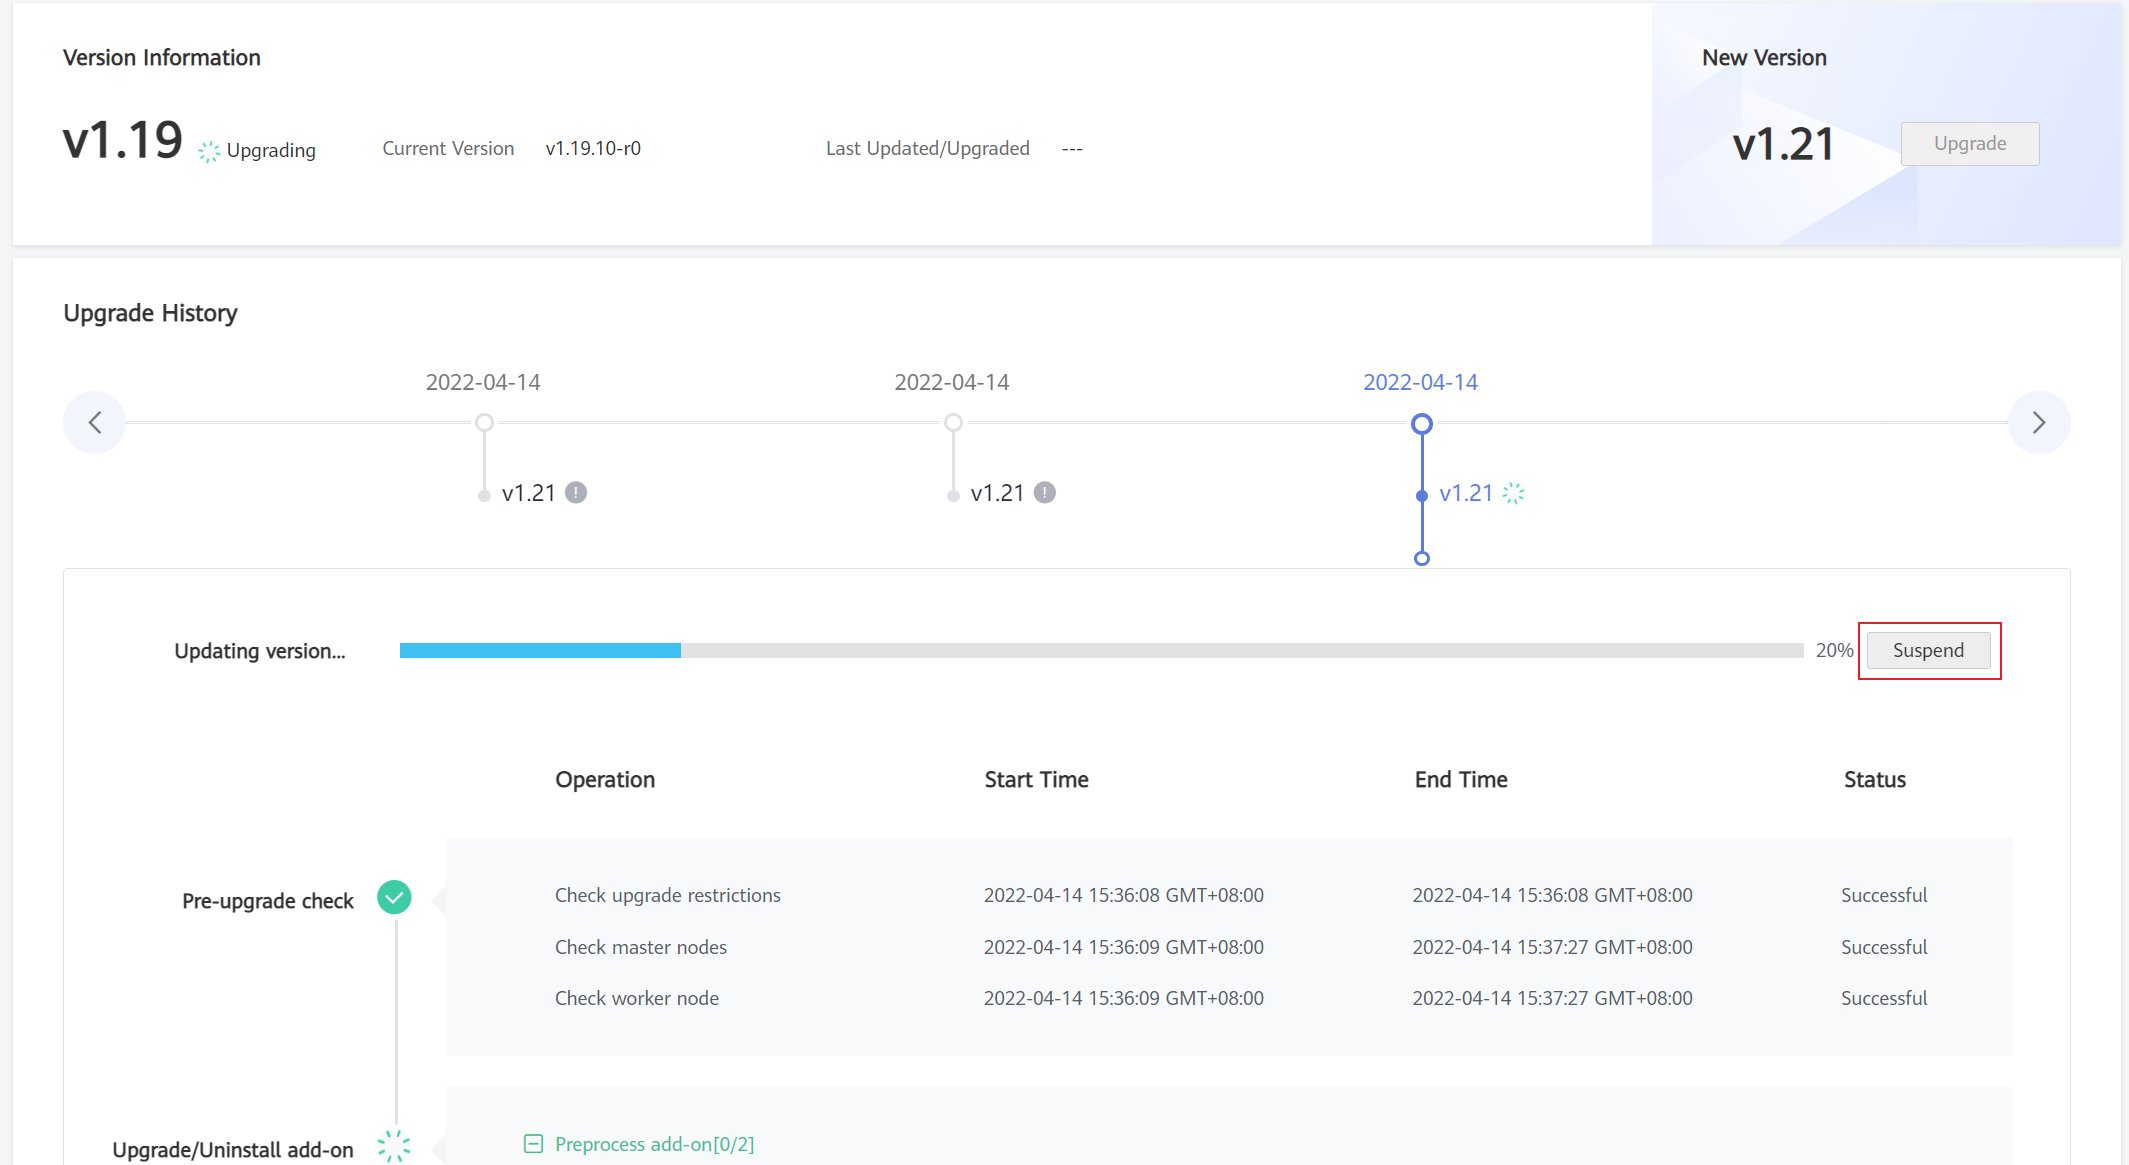 Version Information
New Version
v1.19 Upgrading Current Version v1.19.10-r0 Last Updated/Upgraded ---
v1.21 Upgrade
Upgrade History
2022-04-14 2022-04-14 2022-04-14
v1.21 ! v1.21 ! v1.21
Updating version... 20% Suspend
Operation Start Time End Time Status
Pre-upgrade check
Check upgrade restrictions 2022-04-14 15:36:08 GMT+08:00 2022-04-14 15:36:08 GMT+08:00 Successful
Check master nodes 2022-04-14 15:36:09 GMT+08:00 2022-04-14 15:37:27 GMT+08:00 Successful
Check worker node 2022-04-14 15:36:09 GMT+08:00 2022-04-14 15:37:27 GMT+08:00 Successful
Upgrade/Uninstall add-on
Preprocess add-on[0/2]